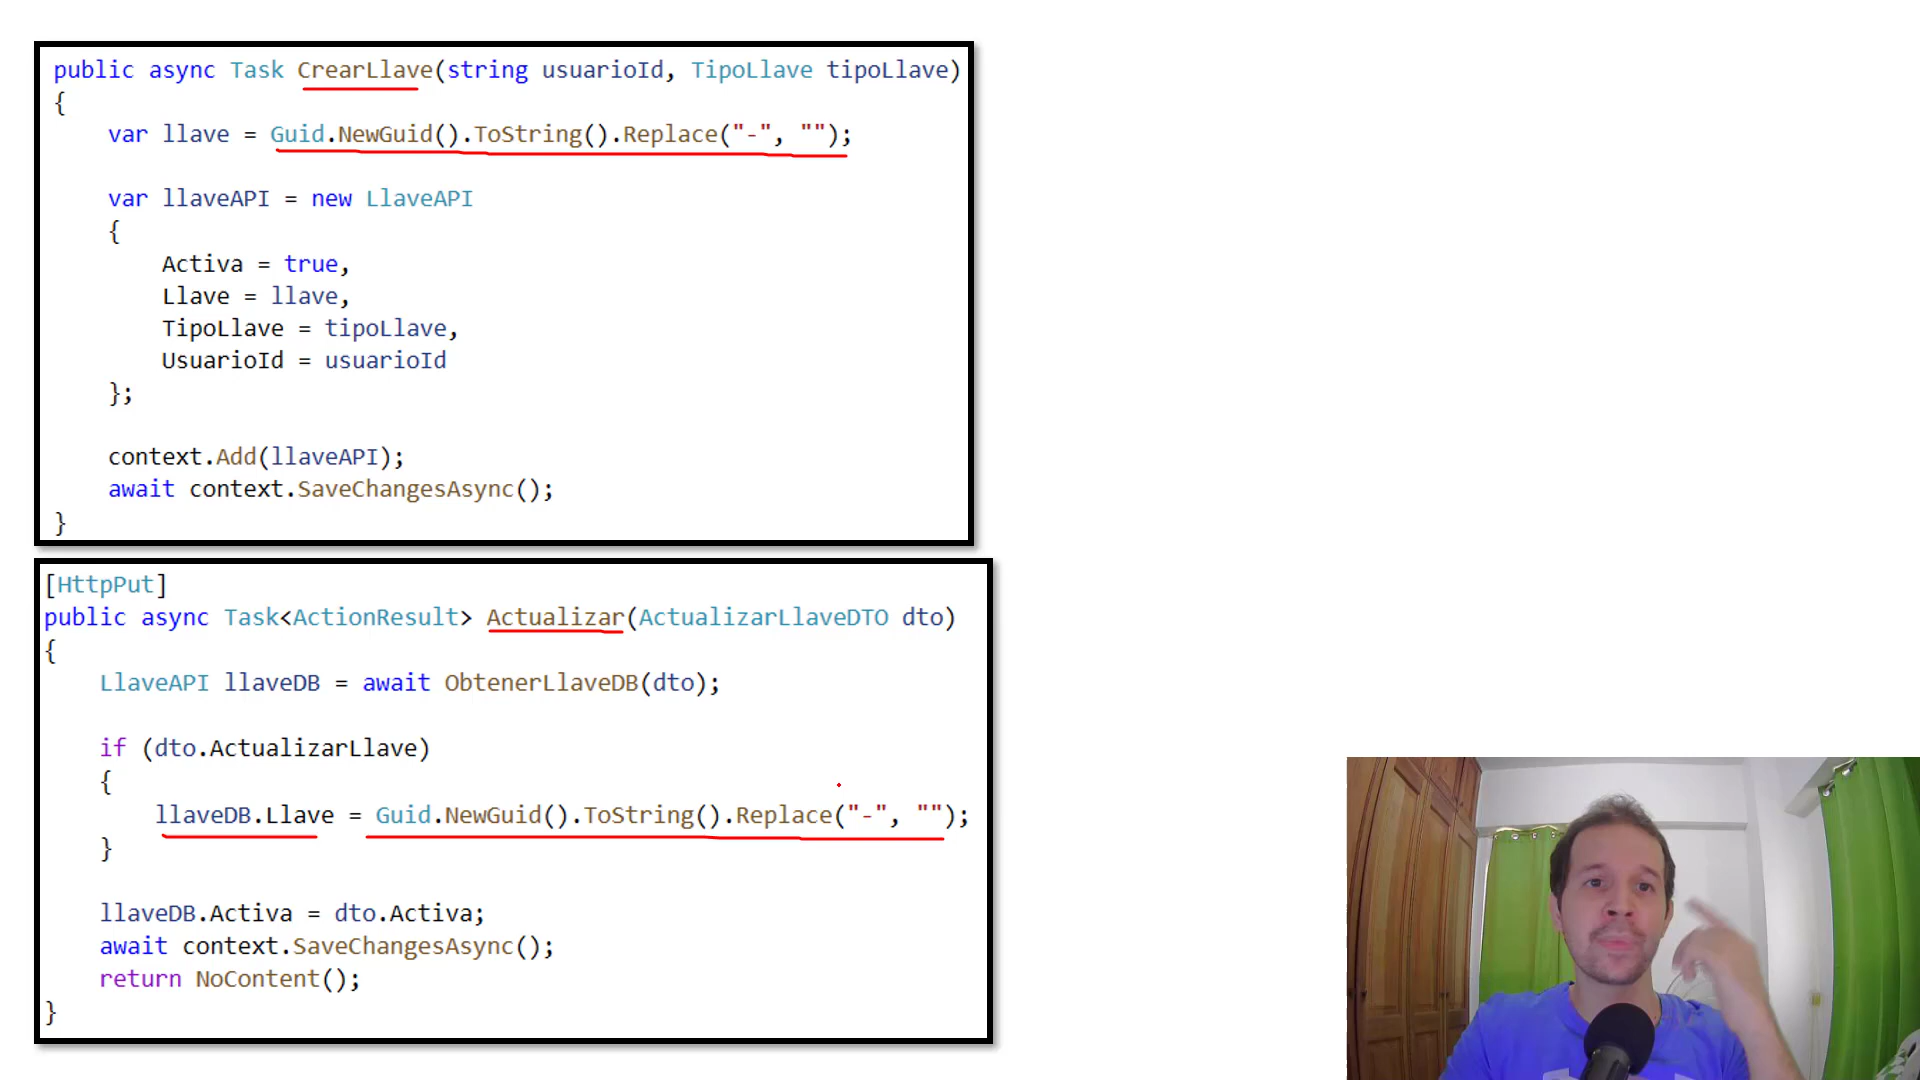 public async Task CrearLlave(string usuarioId, TipoLlave tipoLlave)
{
var llave = Guid.NewGuid().ToString().Replace("-", "");
var llaveAPI = new LlaveAPI
{
Activa = true,
Llave = llave,
TipoLlave = tipoLlave,
UsuarioId = usuarioId
};
context.Add(llaveAPI);
await context.SaveChangesAsync();
}
[HttpPut]
public async Task<ActionResult> Actualizar(ActualizarLlaveDTO dto)
{
LlaveAPI llaveDB = await ObtenerLlaveDB(dto);
if (dto.ActualizarLlave)
{
llaveDB.Llave = Guid.NewGuid().ToString().Replace("-", "");
}
llaveDB.Activa = dto.Activa;
await context.SaveChangesAsync();
return NoContent();
}